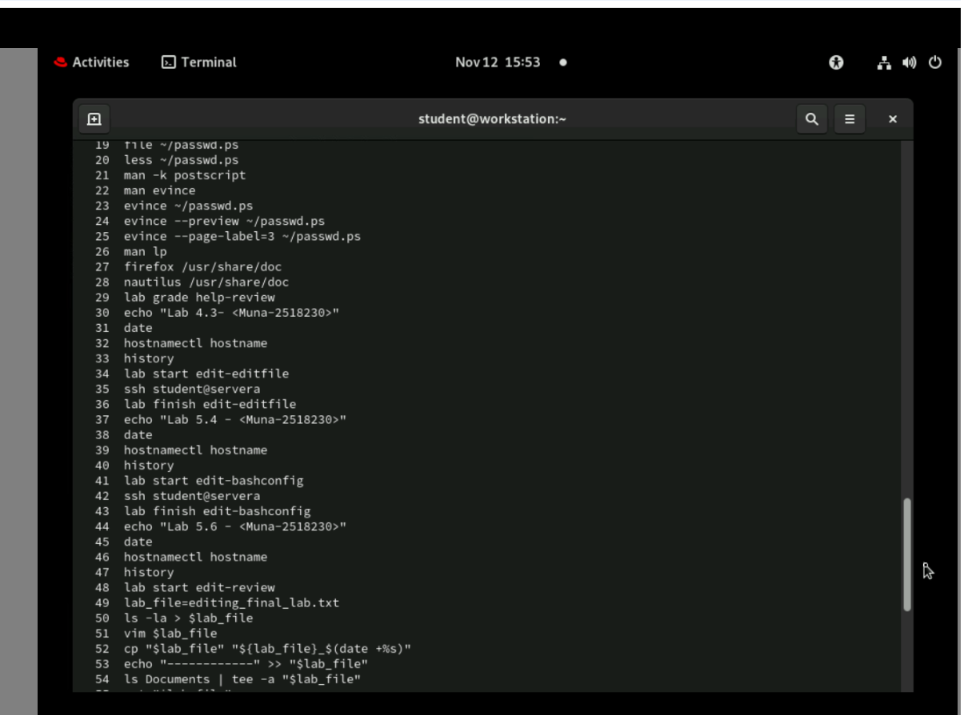 Activities Terminal Nov 12 15:53
student@workstation:~
19 file ~/passwd.ps
20 less ~/passwd.ps
21 man -k postscript
22 man evince
23 evince ~/passwd.ps
24 evince --preview ~/passwd.ps
25 evince --page-label=3 ~/passwd.ps
26 man lp
27 firefox /usr/share/doc
28 nautilus /usr/share/doc
29 lab grade help-review
30 echo "Lab 4.3- <Muna-2518230>"
31 date
32 hostnamectl hostname
33 history
34 lab start edit-editfile
35 ssh student@servera
36 lab finish edit-editfile
37 echo "Lab 5.4 - <Muna-2518230>"
38 date
39 hostnamectl hostname
40 history
41 lab start edit-bashconfig
42 ssh student@servera
43 lab finish edit-bashconfig
44 echo "Lab 5.6 - <Muna-2518230>"
45 date
46 hostnamectl hostname
47 history
48 lab start edit-review
49 lab_file=editing_final_lab.txt
50 ls -la > $lab_file
51 vim $lab_file
52 cp "$lab_file" "${lab_file}_$(date +%s)"
53 echo "------------" >> "$lab_file"
54 ls Documents | tee -a "$lab_file"